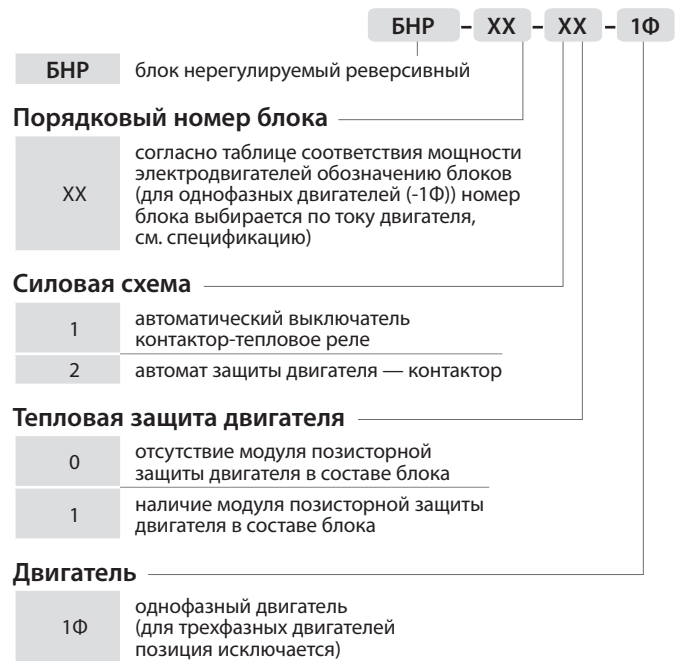 БНР – XX – XX – 1Ф
БНР блок нерегулируемый реверсивный
Порядковый номер блока
XX
согласно таблице соответствия мощности
электродвигателей обозначению блоков
(для однофазных двигателей (-1Ф)) номер
блока выбирается по току двигателя,
см. спецификацию)
Силовая схема
1
автоматический выключатель
контактор-тепловое реле
2 автомат защиты двигателя — контактор
Тепловая защита двигателя
0
отсутствие модуля позисторной
защиты двигателя в составе блока
1
наличие модуля позисторной защиты
двигателя в составе блока
Двигатель
1Ф
однофазный двигатель
(для трехфазных двигателей
позиция исключается)